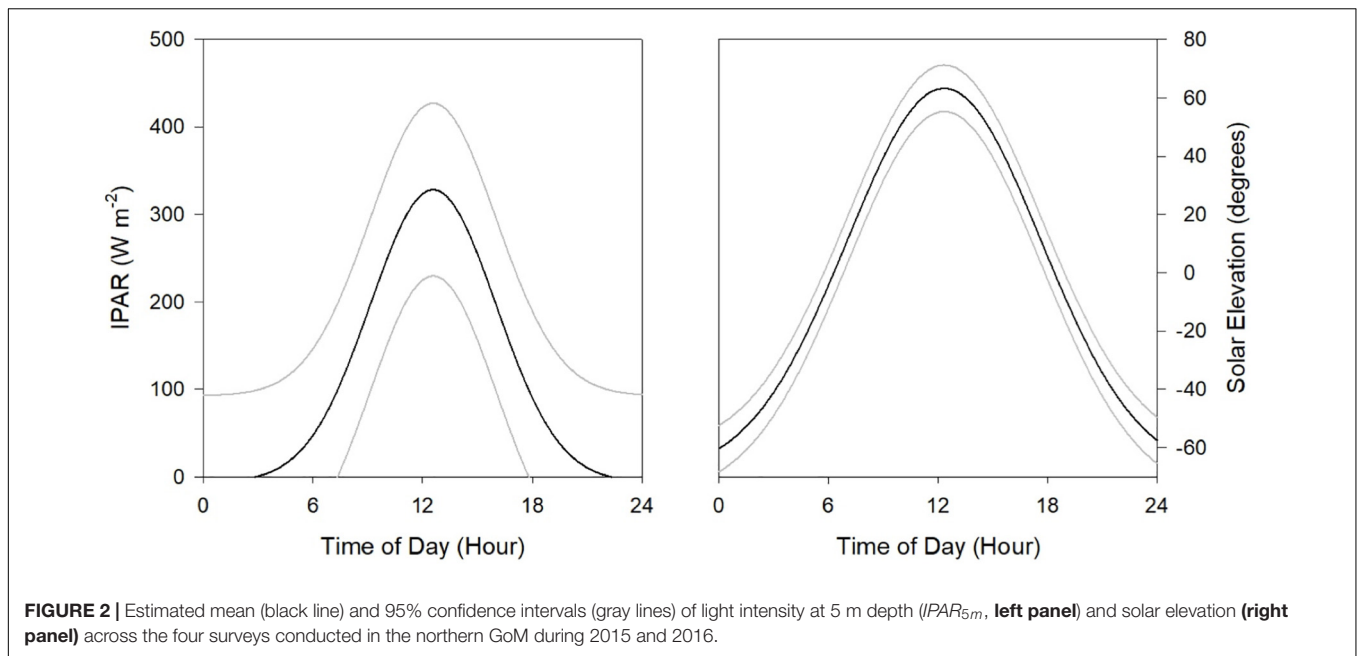 500
400
300
200
100
0
IPAR (W m-2)
0 6 12 18 24
Time of Day (Hour)
80
60
40
20
0
-20
-40
-60
Solar Elevation (degrees)
0 6 12 18 24
Time of Day (Hour)
FIGURE 2 | Estimated mean (black line) and 95% confidence intervals (gray lines) of light intensity at 5 m depth (IPAR5m, left panel) and solar elevation (right
panel) across the four surveys conducted in the northern GoM during 2015 and 2016.